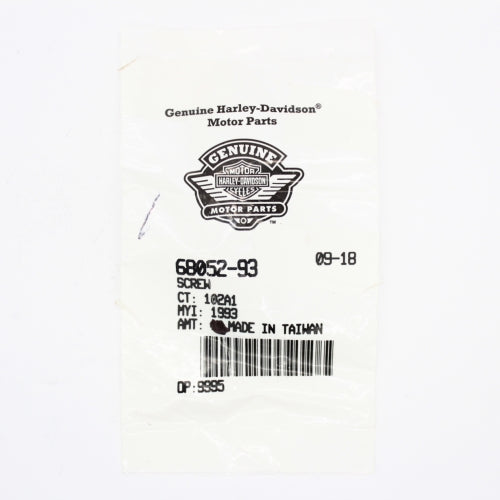 Genuine Harley-Davidson®
Motor Parts
GENUINE
MOTOR
HARLEY-DAVIDSON
CYCLES
MOTOR PARTS
™
68052-93
09-18
SCREW
CT: 102A1
MYI: 1993
AMT: MADE IN TAIWAN
OP:9995